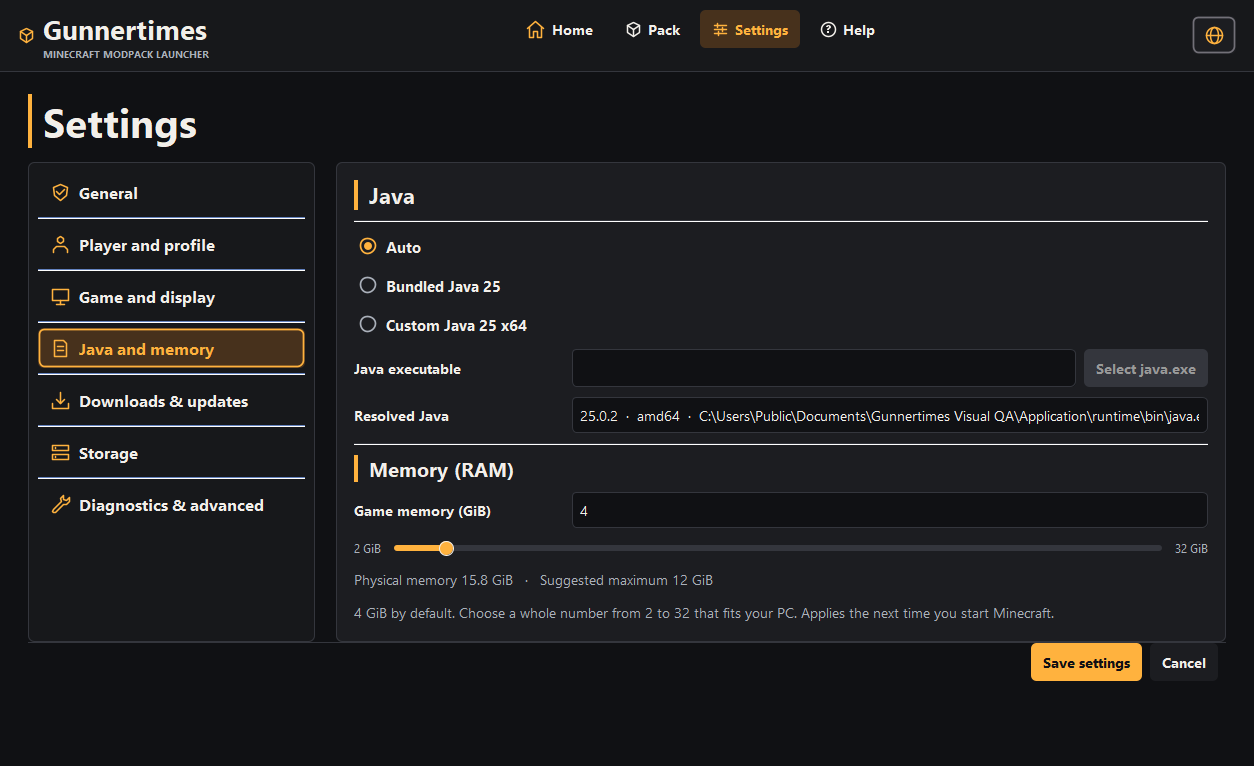 Gunnertimes
MINECRAFT MODPACK LAUNCHER
Home
Pack
Settings
Help
Settings
General
Player and profile
Game and display
Java and memory
Downloads & updates
Storage
Diagnostics & advanced
Java
Auto
Bundled Java 25
Custom Java 25 x64
Java executable
Select java.exe
Resolved Java
25.0.2 · amd64 · C:\Users\Public\Documents\Gunnertimes Visual QA\Application\runtime\bin\java.e
Memory (RAM)
Game memory (GiB)
4
2 GiB
32 GiB
Physical memory 15.8 GiB · Suggested maximum 12 GiB
4 GiB by default. Choose a whole number from 2 to 32 that fits your PC. Applies the next time you start Minecraft.
Save settings
Cancel